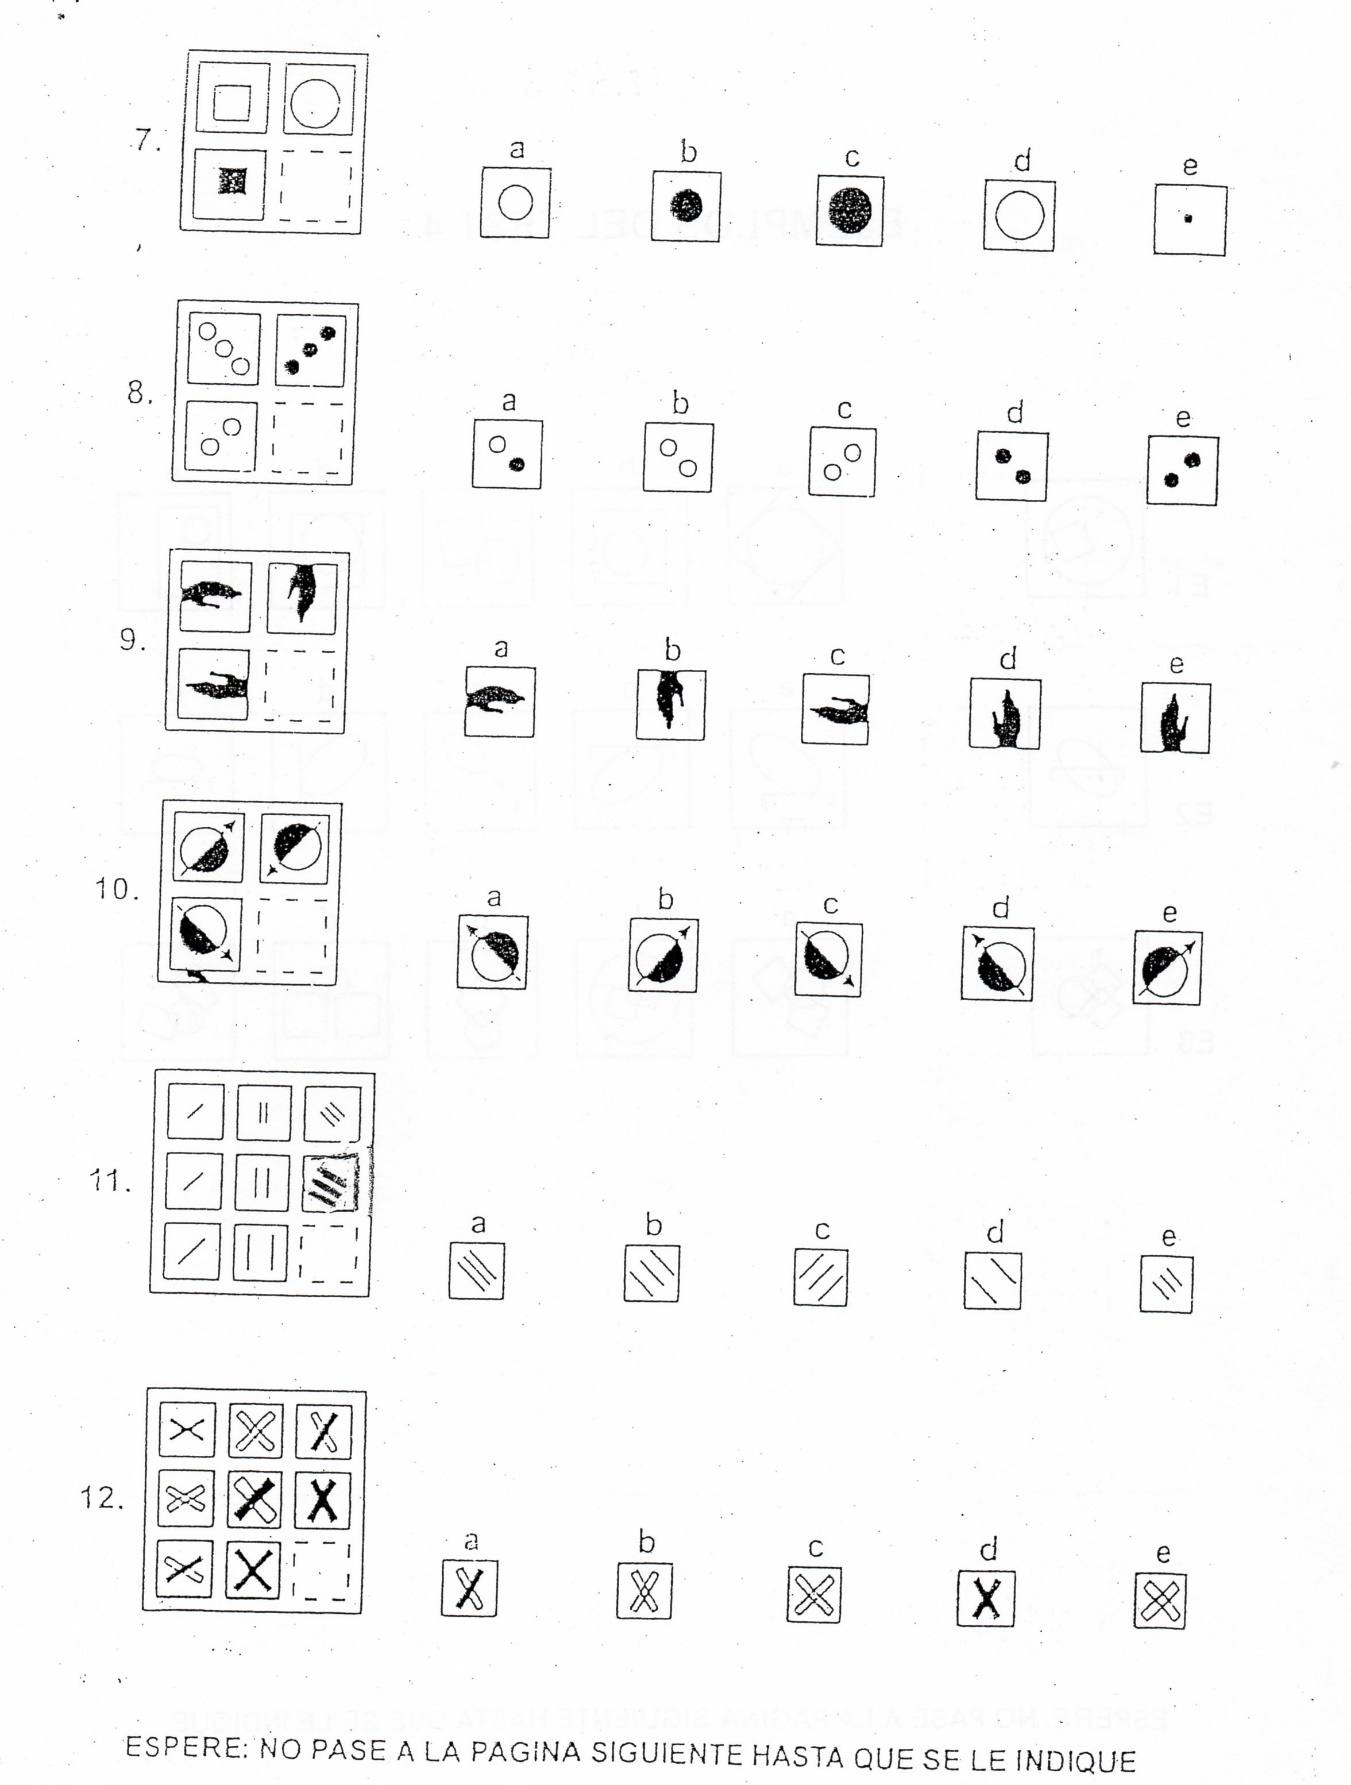 7.
a b c d e
8.
a b c d e
9.
a b c d e
10.
a b c d e
11.
a b c d e
12.
a b c d e
ESPERE: NO PASE A LA PAGINA SIGUIENTE HASTA QUE SE LE INDIQUE